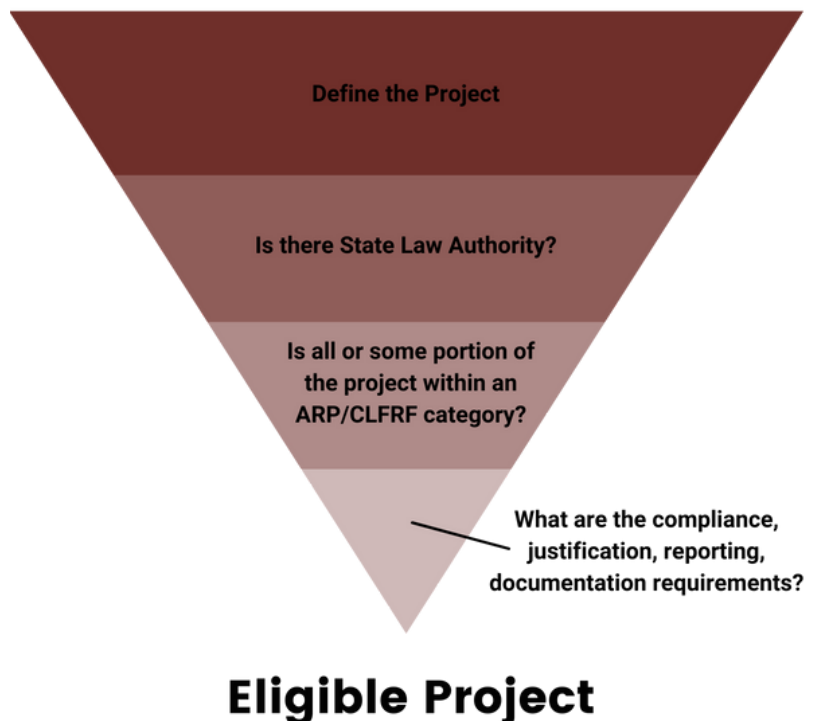 Define the Project
Is there State Law Authority?
Is all or some portion of
the project within an
ARP/CLFRF category?
What are the compliance,
justification, reporting,
documentation requirements?
Eligible Project